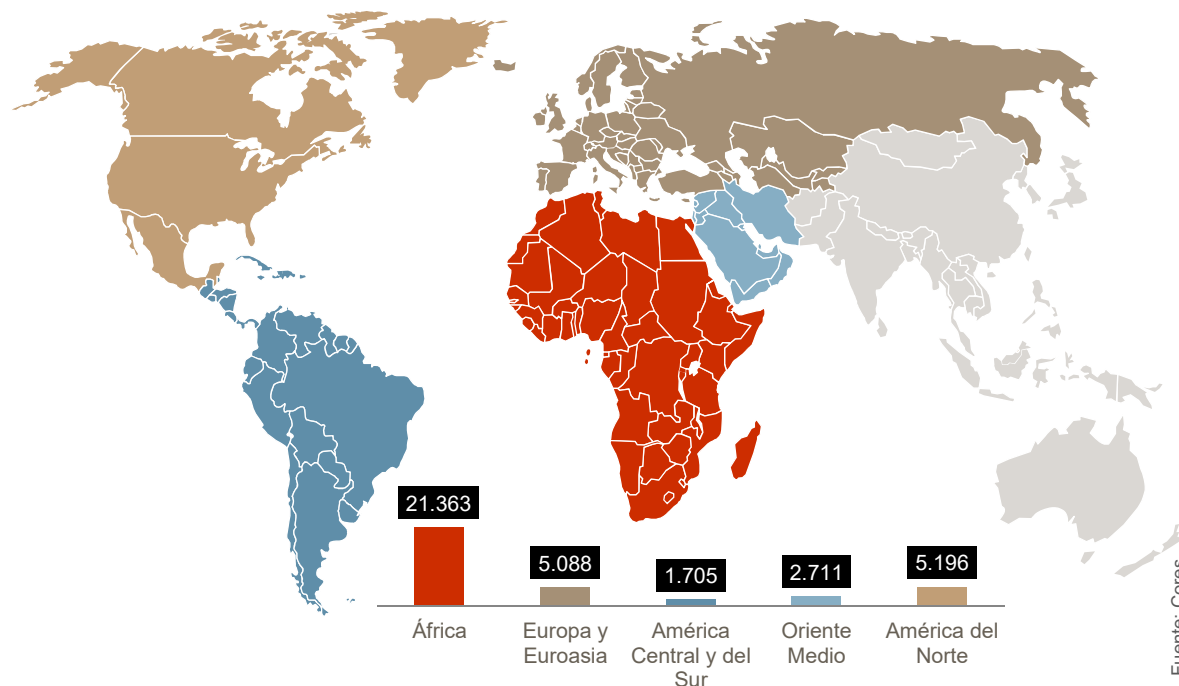 21.363
5.088
1.705
2.711
5.196
África
Europa y
Euroasia
América
Central y del
Sur
Oriente
Medio
América del
Norte
Fuente: Cores